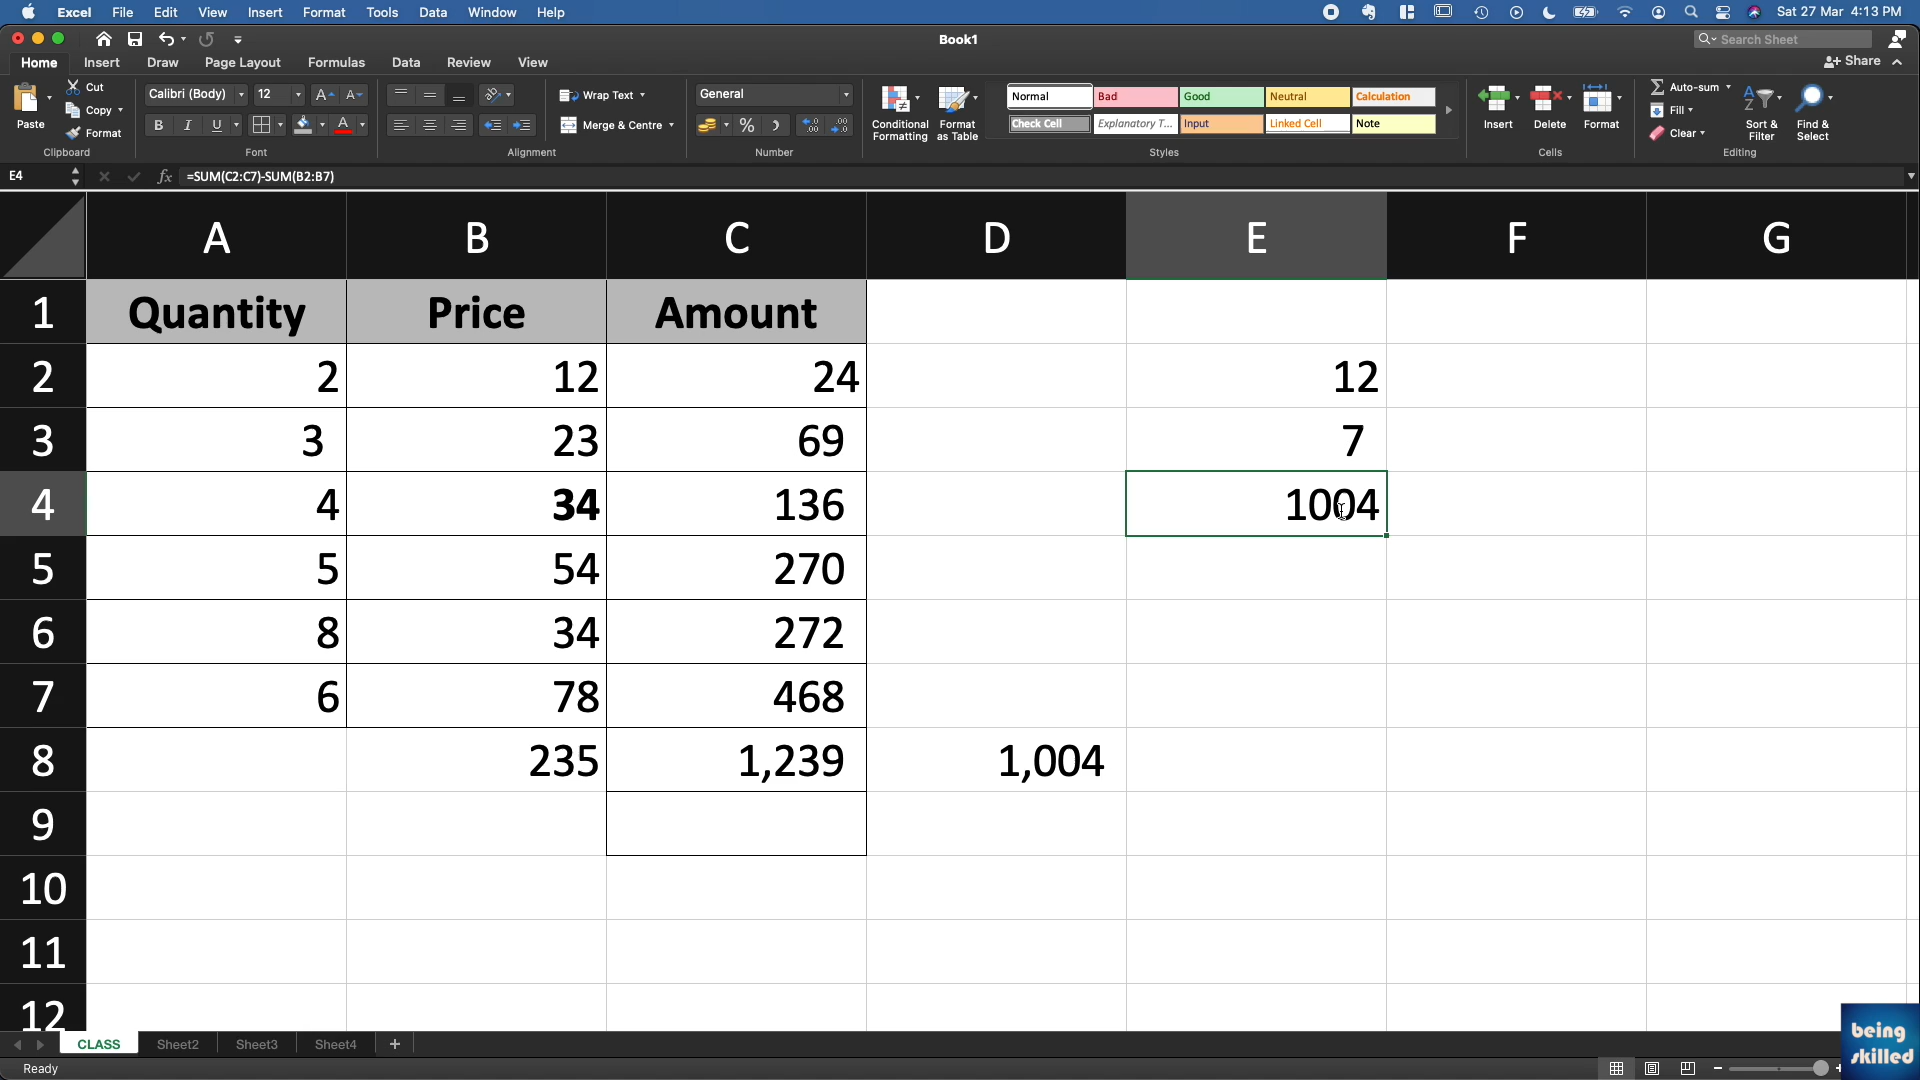 Excel File Edit View Insert Format Tools Data Window Help Sat 27 Mar 4:13 PM
Book1 Search Sheet
Home Insert Draw Page Layout Formulas Data Review View Share
Paste Cut Copy Format Clipboard
Calibri (Body) 12 A A B I U A Font
Wrap Text Merge & Centre Alignment
General % Number
Conditional Formatting Format as Table
Normal Bad Good Neutral Calculation
Check Cell Explanatory T... Input Linked Cell Note
Styles
Insert Delete Format Cells
Auto-sum Fill Clear Sort & Filter Find & Select Editing
E4 fx =SUM(C2:C7)-SUM(B2:B7)
A B C D E F G
1 Quantity Price Amount
2 2 12 24 12
3 3 23 69 7
4 4 34 136 1004
5 5 54 270
6 8 34 272
7 6 78 468
8 235 1,239 1,004
9
10
11
12
CLASS Sheet2 Sheet3 Sheet4 +
Ready
being
skilled